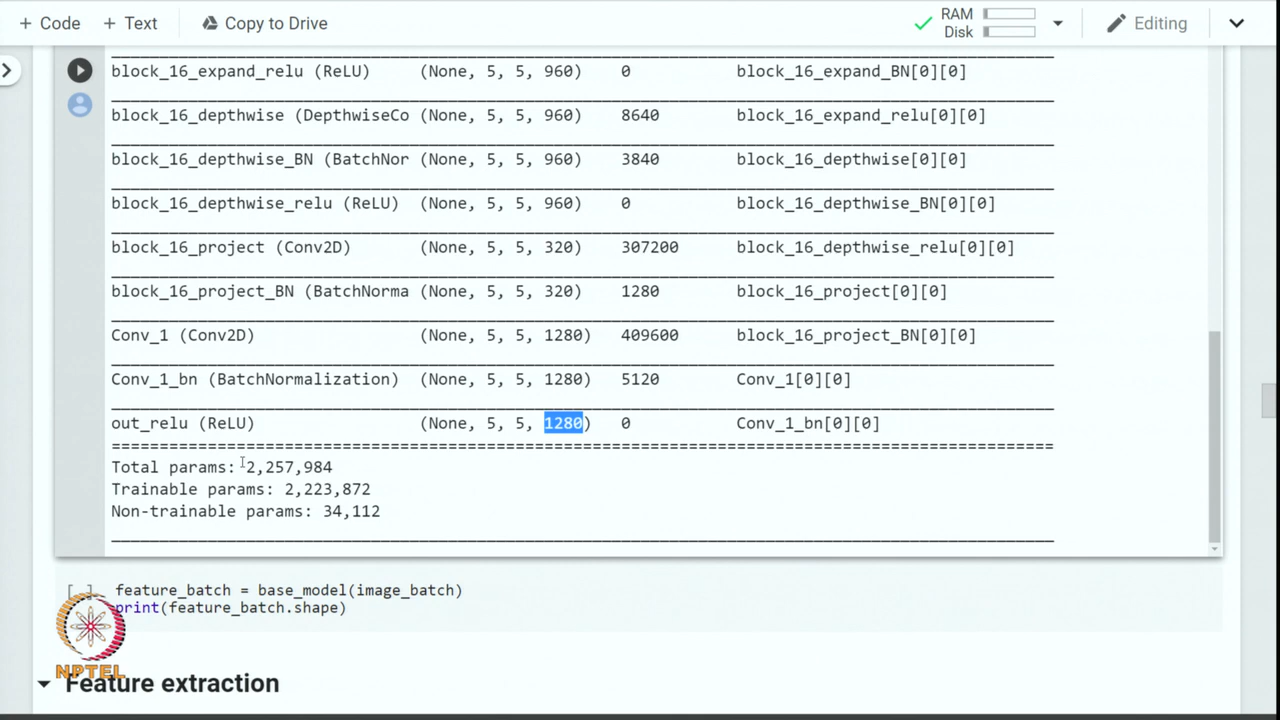 + Code + Text Copy to Drive RAM Disk Editing
block_16_expand_relu (ReLU) (None, 5, 5, 960) 0 block_16_expand_BN[0][0]
block_16_depthwise (DepthwiseCo (None, 5, 5, 960) 8640 block_16_expand_relu[0][0]
block_16_depthwise_BN (BatchNor (None, 5, 5, 960) 3840 block_16_depthwise[0][0]
block_16_depthwise_relu (ReLU) (None, 5, 5, 960) 0 block_16_depthwise_BN[0][0]
block_16_project (Conv2D) (None, 5, 5, 320) 307200 block_16_depthwise_relu[0][0]
block_16_project_BN (BatchNorma (None, 5, 5, 320) 1280 block_16_project[0][0]
Conv_1 (Conv2D) (None, 5, 5, 1280) 409600 block_16_project_BN[0][0]
Conv_1_bn (BatchNormalization) (None, 5, 5, 1280) 5120 Conv_1[0][0]
out_relu (ReLU) (None, 5, 5, 1280) 0 Conv_1_bn[0][0]
Total params: 2,257,984
Trainable params: 2,223,872
Non-trainable params: 34,112
[ ] feature_batch = base_model(image_batch)
print(feature_batch.shape)
NPTEL
Feature extraction